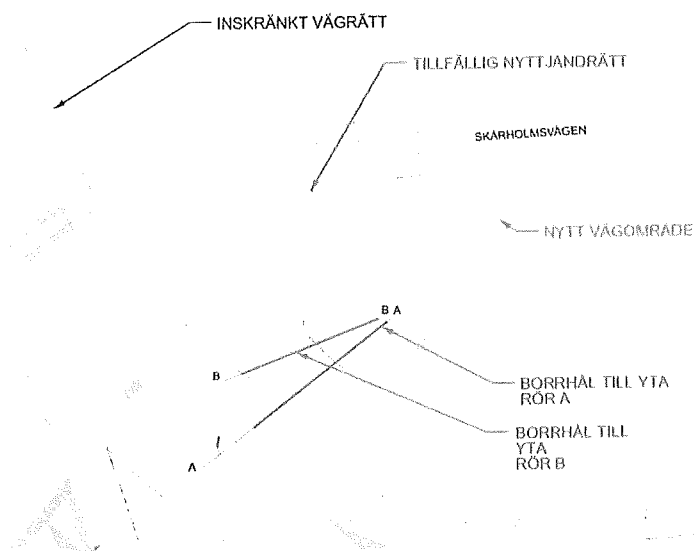 INSKRÄNKT VÄGRÄTT
TILLFÄLLIG NYTTJANDRÄTT
SKÄRHOLMSVÄGEN
NYTT VÄGOMRÅDE
B A
B
BORRHÅL TILL YTA
RÖR A
BORRHÅL TILL
YTA
RÖR B
A